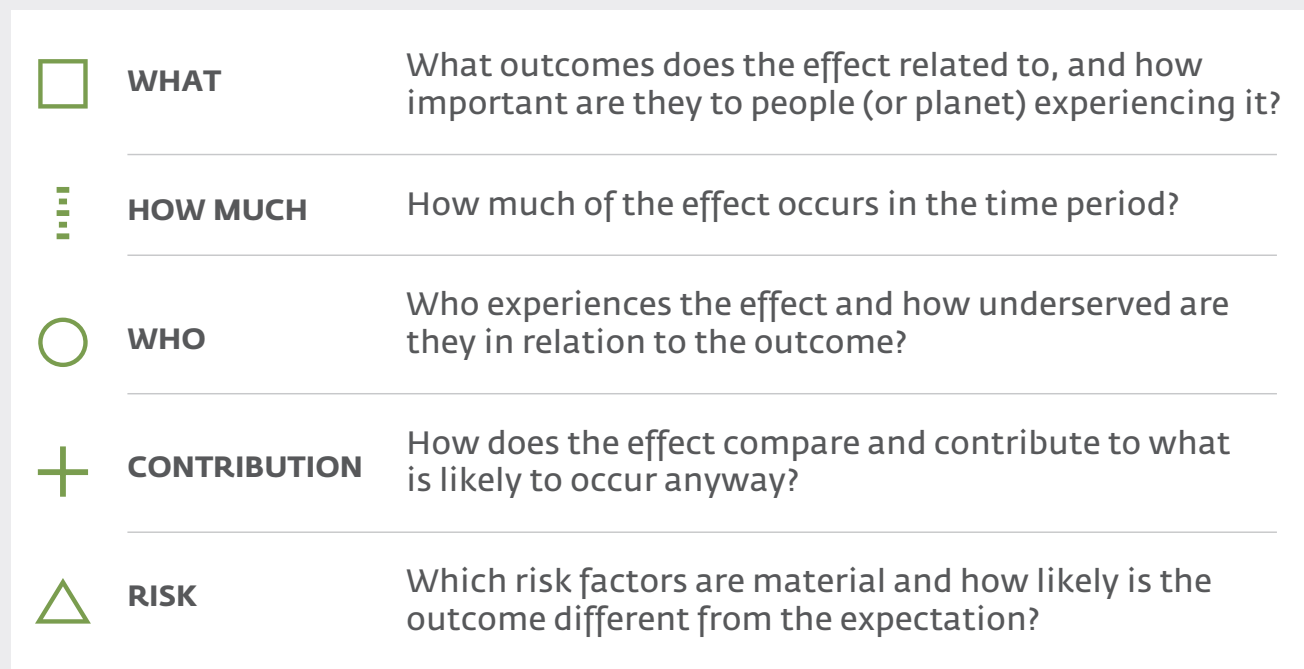 WHAT
What outcomes does the effect related to, and how
important are they to people (or planet) experiencing it?
HOW MUCH
How much of the effect occurs in the time period?
WHO
Who experiences the effect and how underserved are
they in relation to the outcome?
CONTRIBUTION
How does the effect compare and contribute to what
is likely to occur anyway?
RISK
Which risk factors are material and how likely is the
outcome different from the expectation?